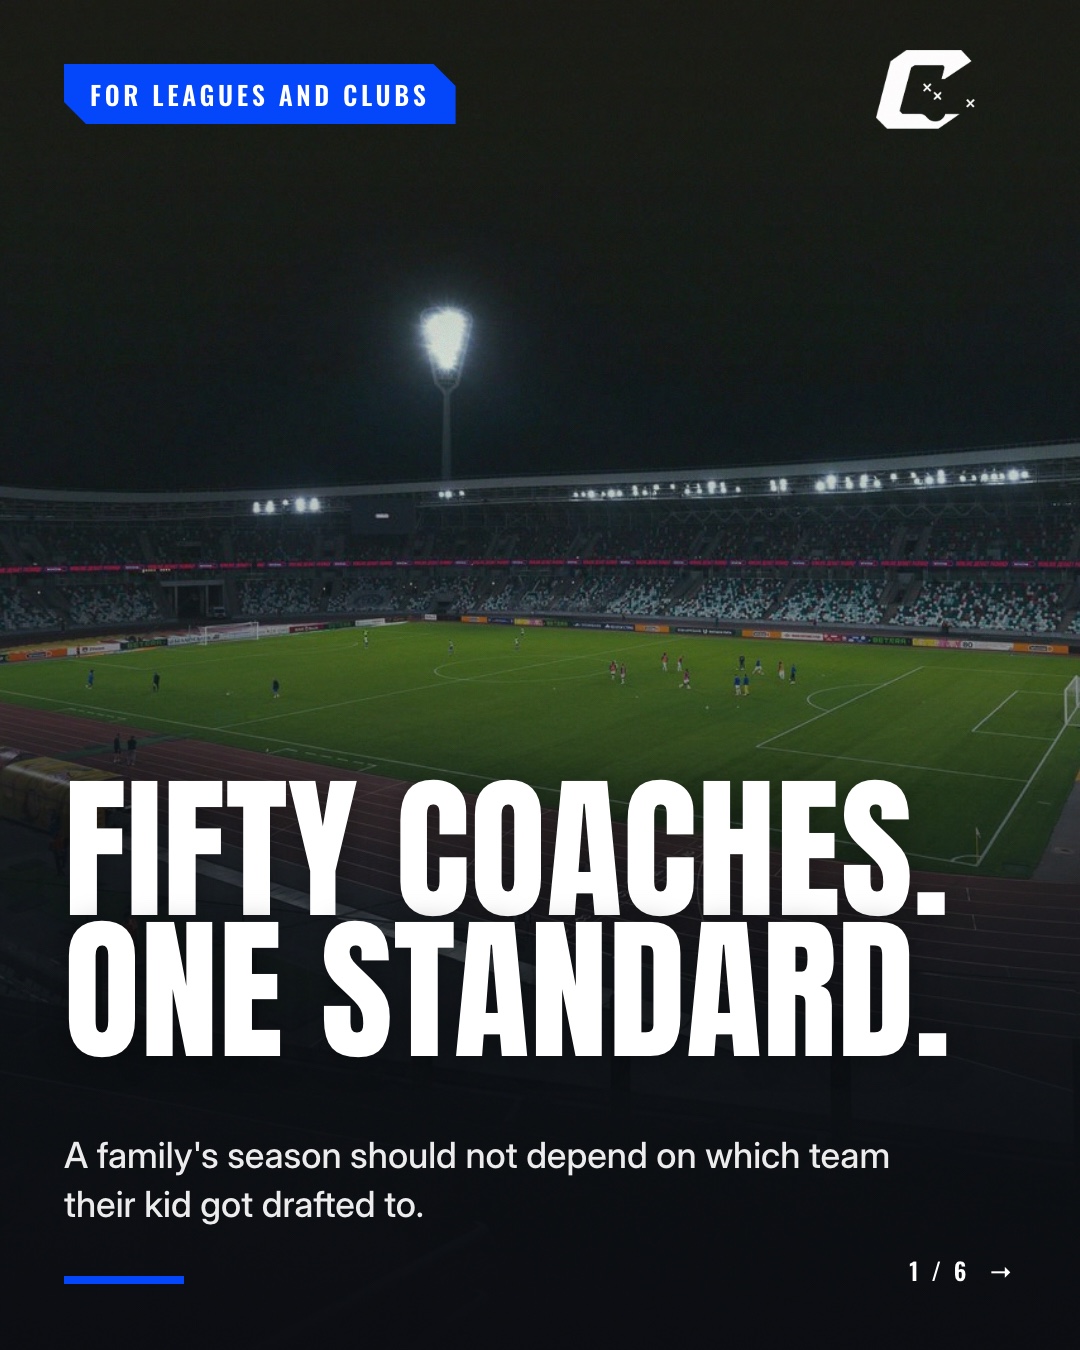 FOR LEAGUES AND CLUBS
FIFTY COACHES.
ONE STANDARD.
A family's season should not depend on which team
their kid got drafted to.
1 / 6 →